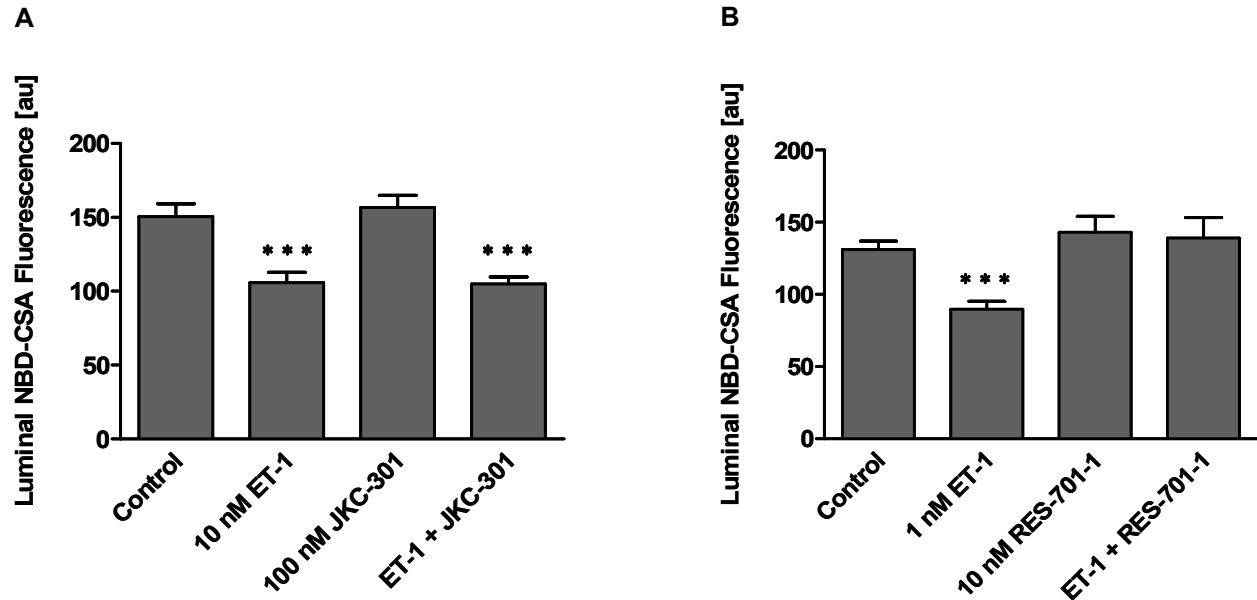 A
Luminal NBD-CSA Fluorescence [au]
200
150
100
50
0
***
***
Control
10 nM ET-1
100 nM JKC-301
ET-1 + JKC-301
B
Luminal NBD-CSA Fluorescence [au]
200
150
100
50
0
***
Control
1 nM ET-1
10 nM RES-701-1
ET-1 + RES-701-1